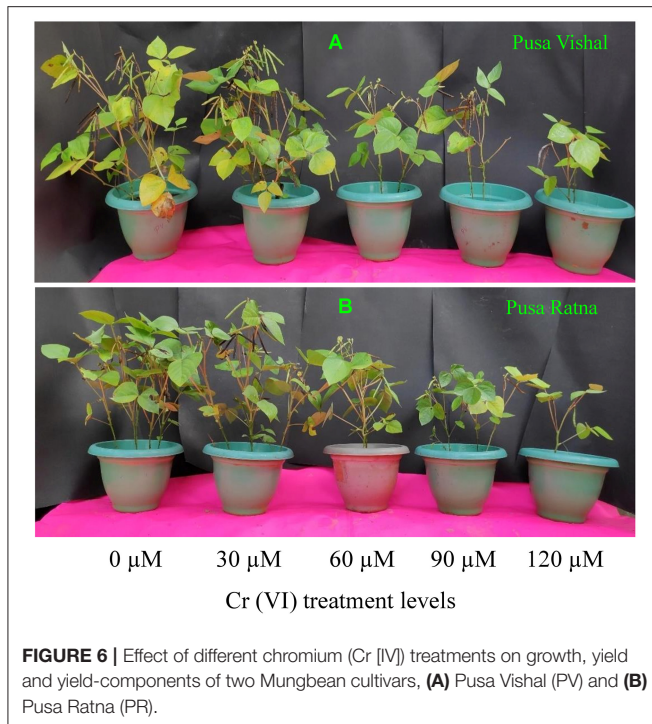 A Pusa Vishal
B Pusa Ratna
0 µM 30 µM 60 µM 90 µM 120 µM
Cr (VI) treatment levels
FIGURE 6 | Effect of different chromium (Cr [IV]) treatments on growth, yield
and yield-components of two Mungbean cultivars, (A) Pusa Vishal (PV) and (B)
Pusa Ratna (PR).